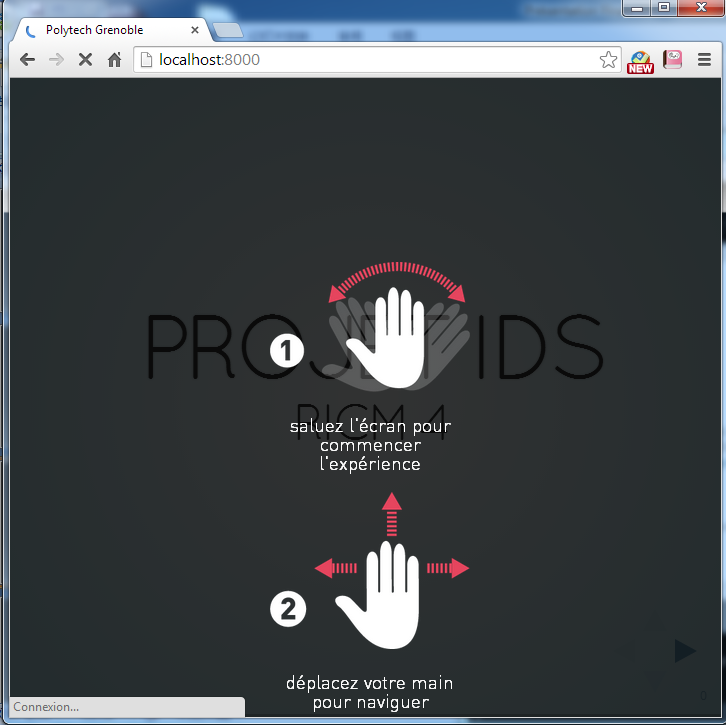 Polytech Grenoble
localhost:8000
NEW
PROJET IDS
1
RICM 4
saluez l'écran pour
commencer
l'expérience
2
déplacez votre main
pour naviguer
0
Connexion...